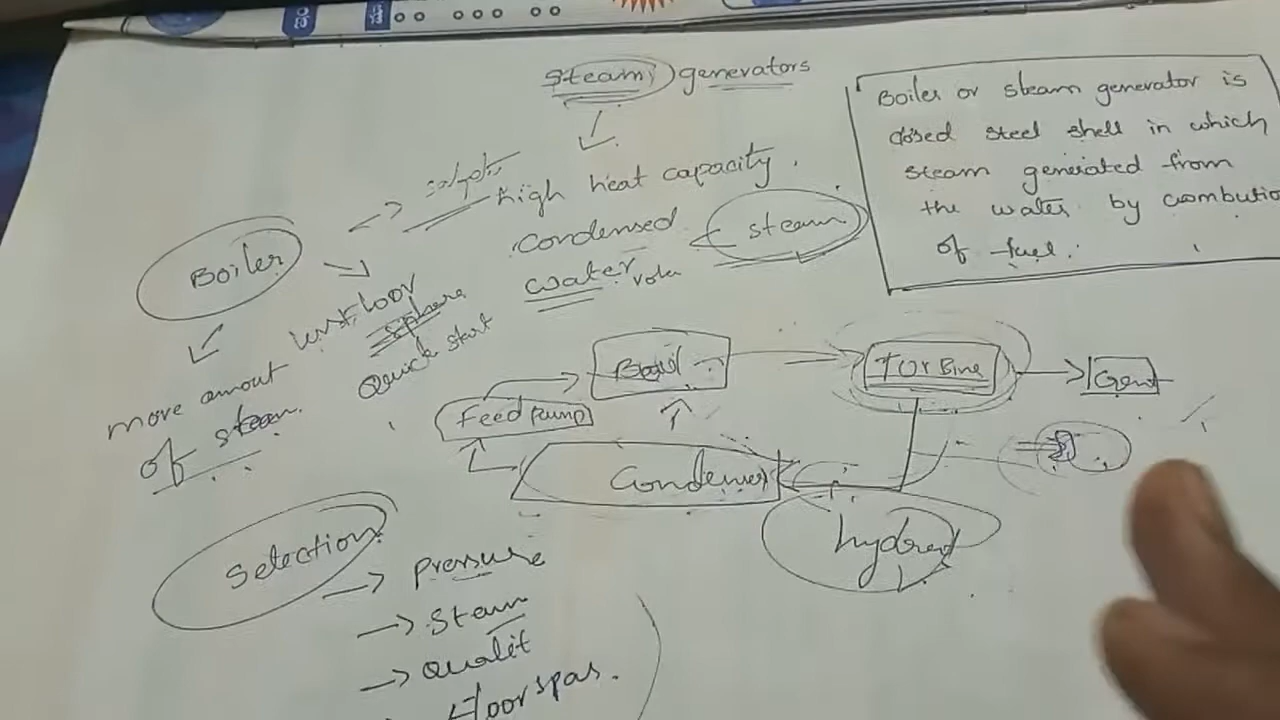 Steam generators
Boiler or steam generator is
closed steel shell in which
steam generated from
the water by combustio
of fuel.
high heat capacity.
Condensed
water
steam
Boiler
sphere
Quick start
more amout
of steam.
Feed pump
Turbine
Condenser
Selection
→ pressure
→ Steam
→ Qualit
floor spas.